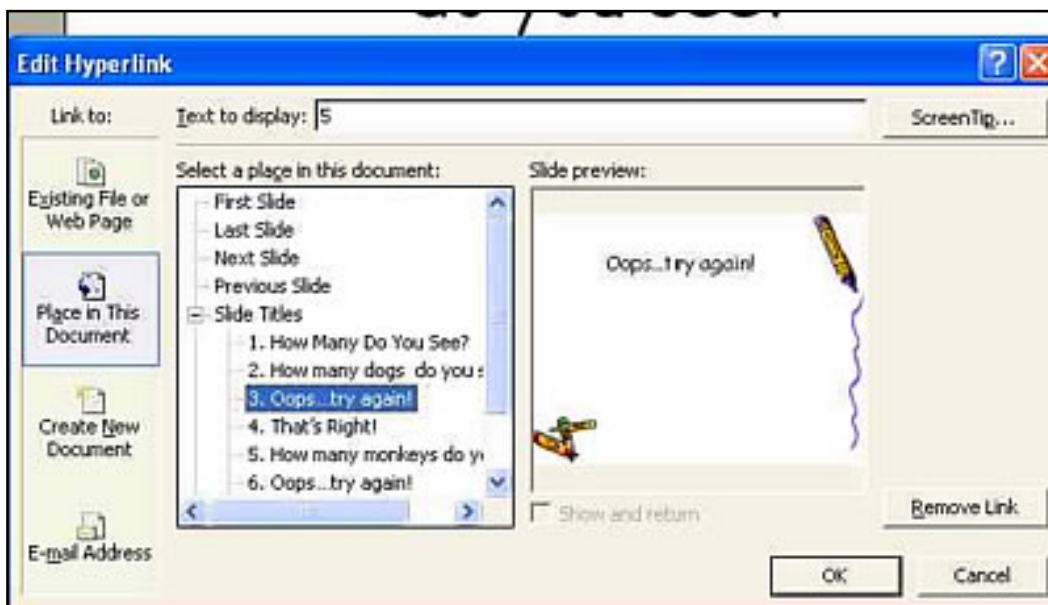 do you see?
Edit Hyperlink
Link to:
Text to display: 5
ScreenTip...
Existing File or
Web Page
Place in This
Document
Create New
Document
E-mail Address
Select a place in this document:
First Slide
Last Slide
Next Slide
Previous Slide
Slide Titles
1. How Many Do You See?
2. How many dogs do you s
3. Oops...try again!
4. That's Right!
5. How many monkeys do y
6. Oops...try again!
Slide preview:
Oops...try again!
Show and return
Remove Link
OK
Cancel